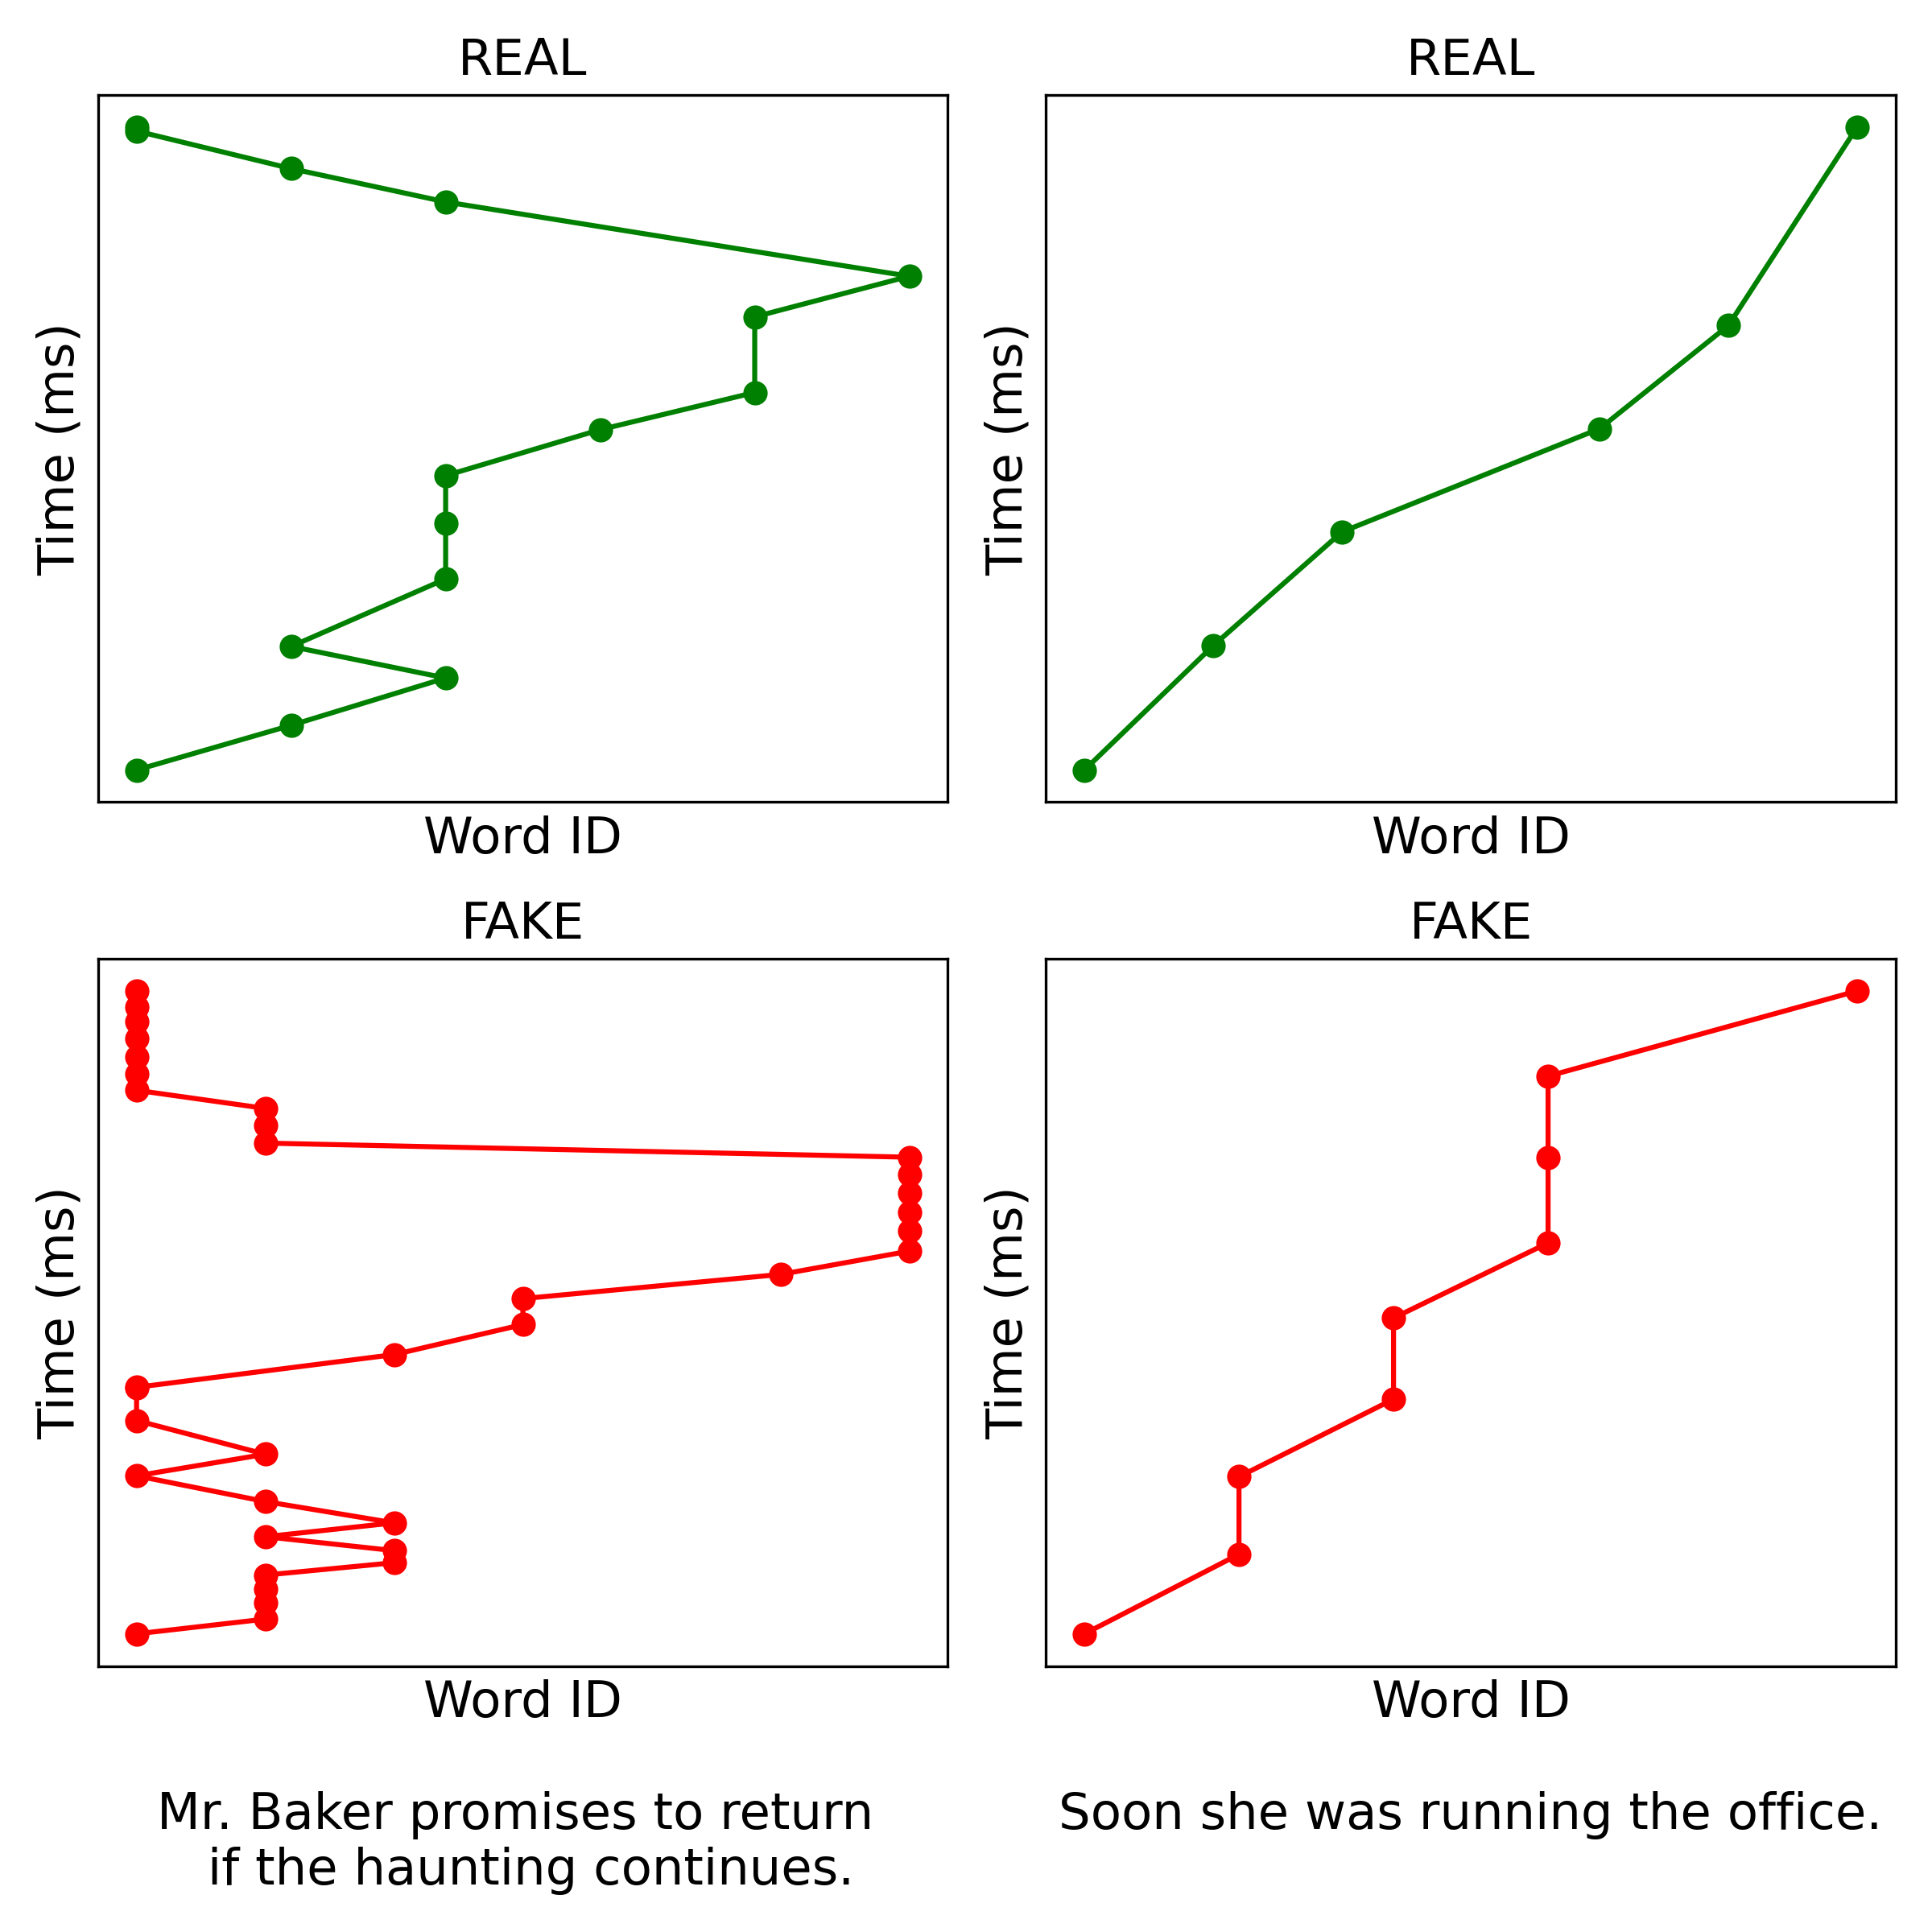 REAL
REAL
Time (ms)
Word ID
Time (ms)
Word ID
FAKE
FAKE
Time (ms)
Word ID
Time (ms)
Word ID
Mr. Baker promises to return
if the haunting continues.
Soon she was running the office.